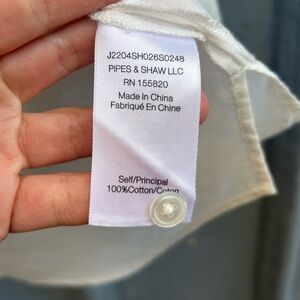 J2204SH026S0248
PIPES & SHAW LLC
RN 155820
Made In China
Fabriqué En Chine
Self/Principal
100%Cotton/Coton